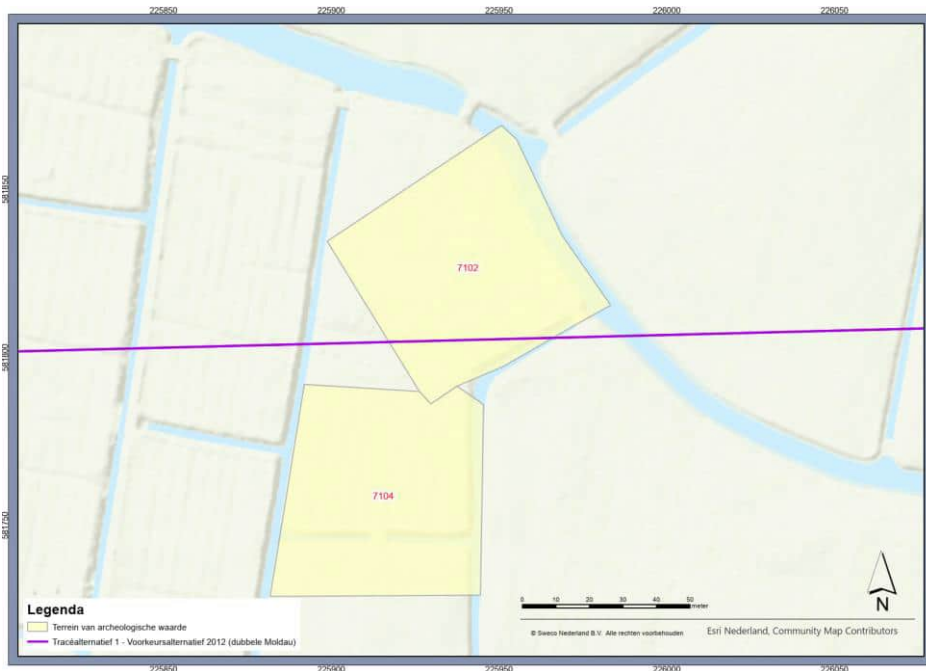 225850 225900 225950 226000 226050
581850
581800
581750
7102
7104
Legenda
Terrein van archeologische waarde
Tracéalternatief 1 - Voorkeursalternatief 2012 (dubbele Moldau)
0 10 20 30 40 50
meter
N
© Sweco Nederland B.V. Alle rechten voorbehouden
Esri Nederland, Community Map Contributors
225850 225900 225950 226000 226050